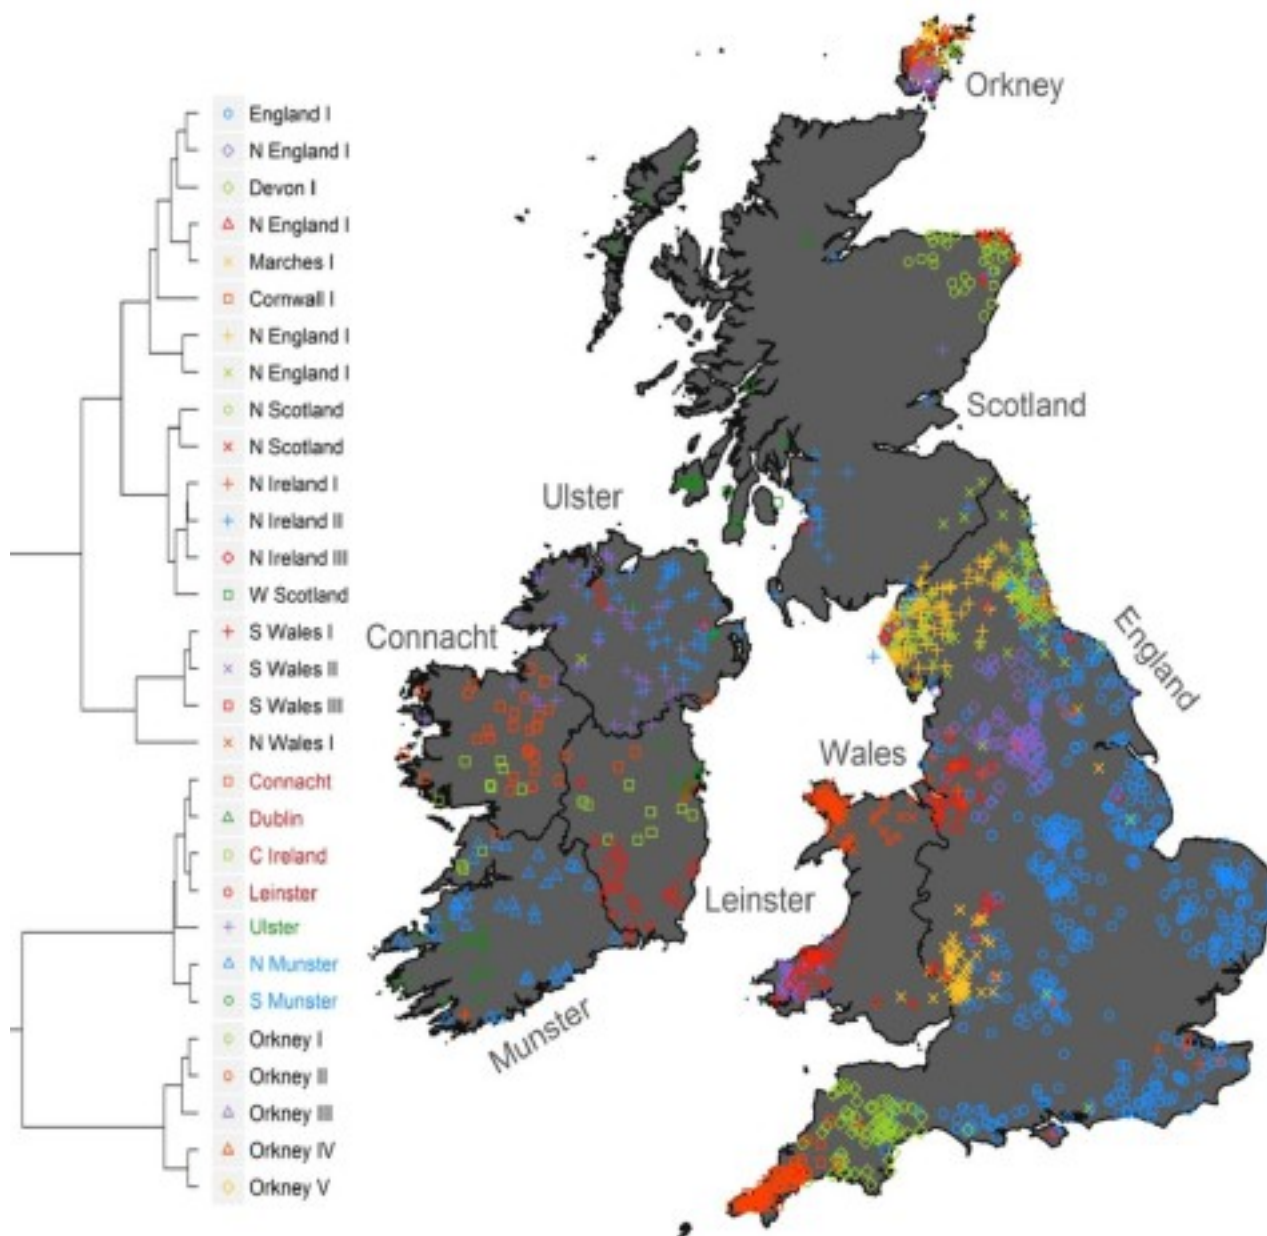 England I
N England I
Devon I
N England I
Marches I
Cornwall I
N England I
N England I
N Scotland
N Scotland
N Ireland I
N Ireland II
N Ireland III
W Scotland
S Wales I
S Wales II
S Wales III
N Wales I
Connacht
Dublin
C Ireland
Leinster
Ulster
N Munster
S Munster
Orkney I
Orkney II
Orkney III
Orkney IV
Orkney V
Orkney
Scotland
Ulster
Connacht
England
Wales
Leinster
Munster